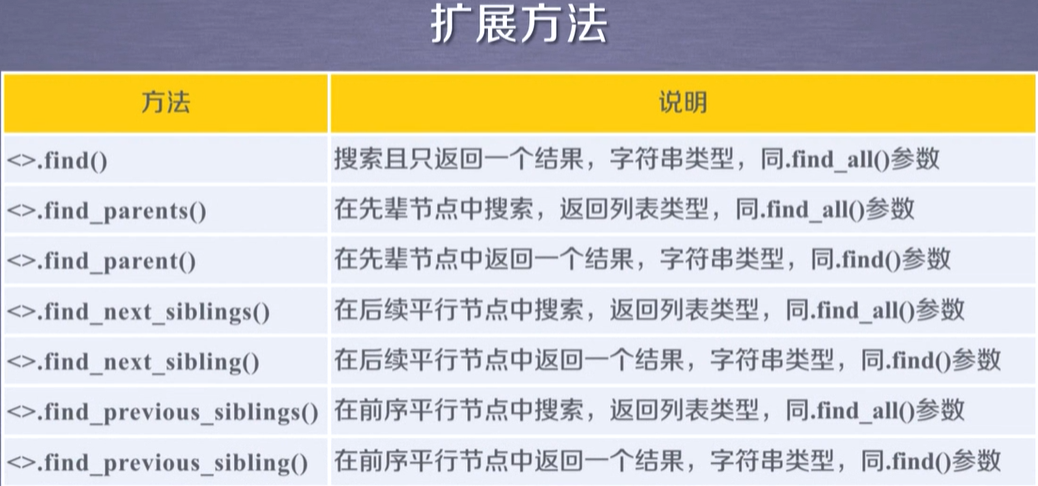 扩展方法
方法 说明
<>.find() 搜索且只返回一个结果，字符串类型，同.find_all()参数
<>.find_parents() 在先辈节点中搜索，返回列表类型，同.find_all()参数
<>.find_parent() 在先辈节点中返回一个结果，字符串类型，同.find()参数
<>.find_next_siblings() 在后续平行节点中搜索，返回列表类型，同.find_all()参数
<>.find_next_sibling() 在后续平行节点中返回一个结果，字符串类型，同.find()参数
<>.find_previous_siblings() 在前序平行节点中搜索，返回列表类型，同.find_all()参数
<>.find_previous_sibling() 在前序平行节点中返回一个结果，字符串类型，同.find()参数